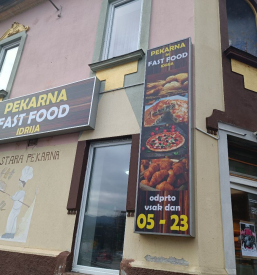 PEKARNA
FAST FOOD
IDRIJA
STARA PEKARNA
PEKARNA
FAST FOOD
IDRIJA
odprto
vsak dan
05 - 23